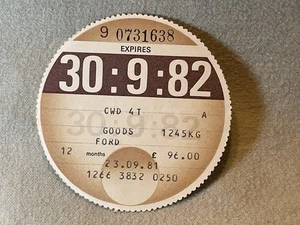 9 0731638
EXPIRES
30:9:82
CWD 4T A
30:9:82
GOODS 1245KG
FORD
12 months £ 96.00
23.09.81
1266 3832 0250